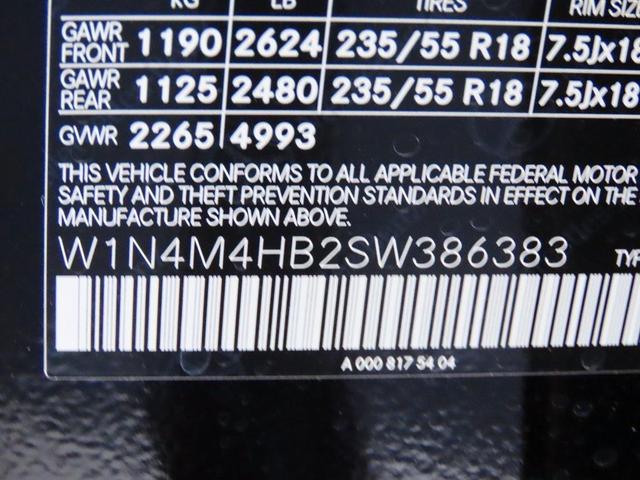 KG LB TIRES RIM SIZE
GAWR FRONT 1190 2624 235/55 R18 7.5Jx18
GAWR REAR 1125 2480 235/55 R18 7.5Jx18
GVWR 2265 4993
THIS VEHICLE CONFORMS TO ALL APPLICABLE FEDERAL MOTOR
SAFETY AND THEFT PREVENTION STANDARDS IN EFFECT ON THE
MANUFACTURE SHOWN ABOVE.
W1N4M4HB2SW386383 TYP
A 000 817 54 04